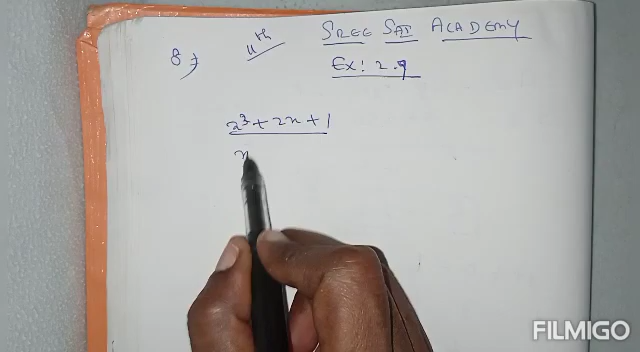 8) 11th SREE SAI ACADEMY
Ex: 2.9
x³ + 2x + 1
x
FILMIGO